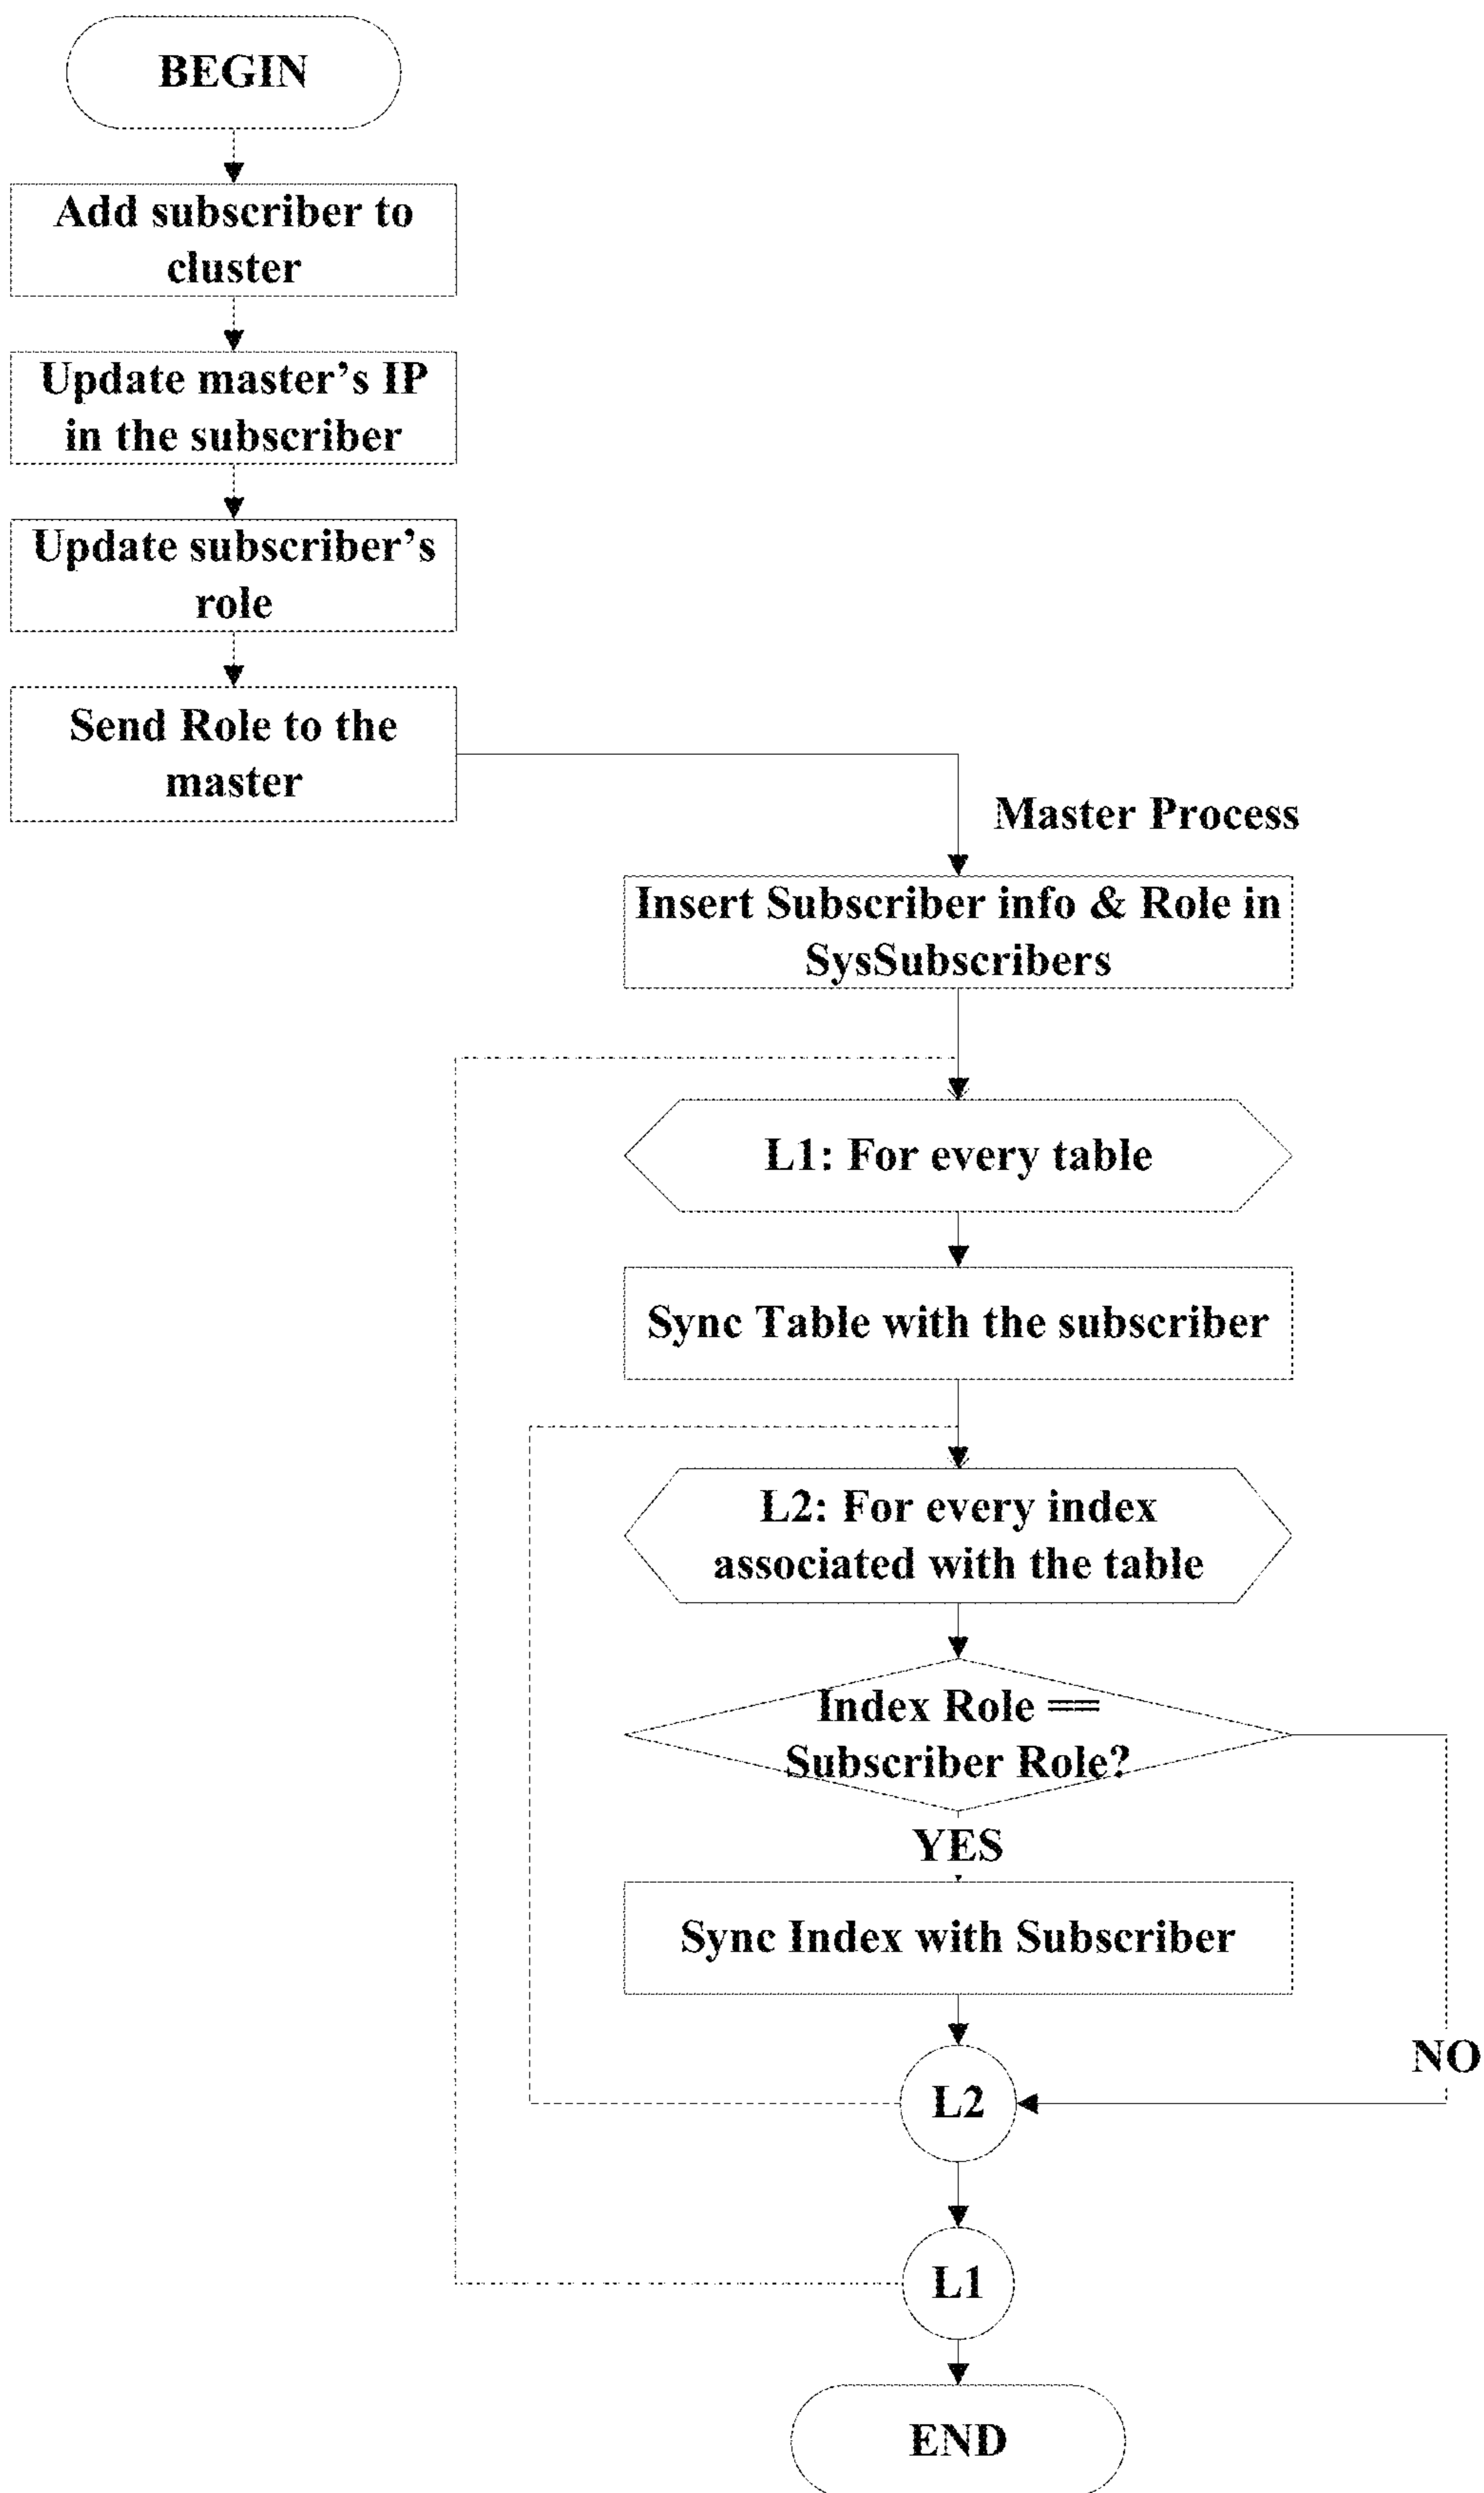 BEGIN
Add subscriber to
cluster
Update master's IP
in the subscriber
Update subscriber's
role
Send Role to the
master
Master Process
Insert Subscriber info & Role in
SysSubscribers
L1: For every table
Sync Table with the subscriber
L2: For every index
associated with the table
Index Role ==
Subscriber Role?
YES
Sync Index with Subscriber
NO
L2
L1
END